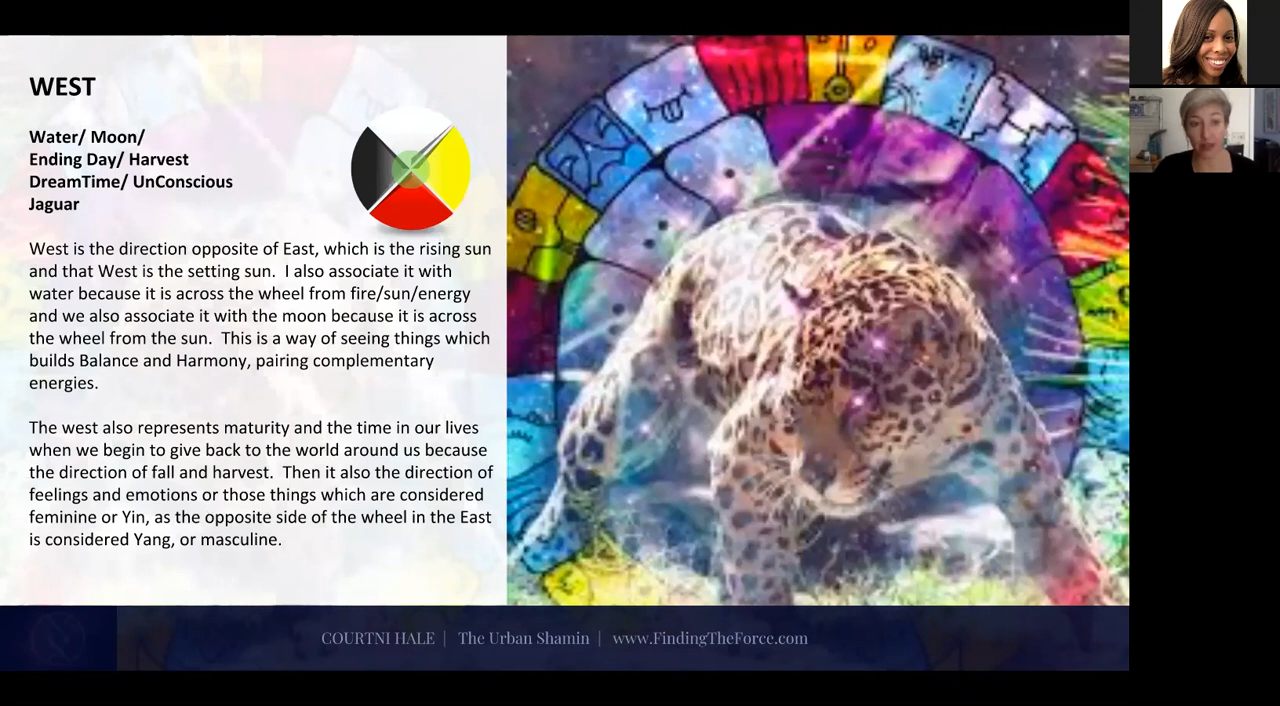 WEST
Water/ Moon/
Ending Day/ Harvest
DreamTime/ UnConscious
Jaguar
West is the direction opposite of East, which is the rising sun
and that West is the setting sun.  I also associate it with
water because it is across the wheel from fire/sun/energy
and we also associate it with the moon because it is across
the wheel from the sun.  This is a way of seeing things which
builds Balance and Harmony, pairing complementary
energies.
The west also represents maturity and the time in our lives
when we begin to give back to the world around us because
the direction of fall and harvest.  Then it also the direction of
feelings and emotions or those things which are considered
feminine or Yin, as the opposite side of the wheel in the East
is considered Yang, or masculine.
COURTNI HALE |  The Urban Shamin |  www.FindingTheForce.com